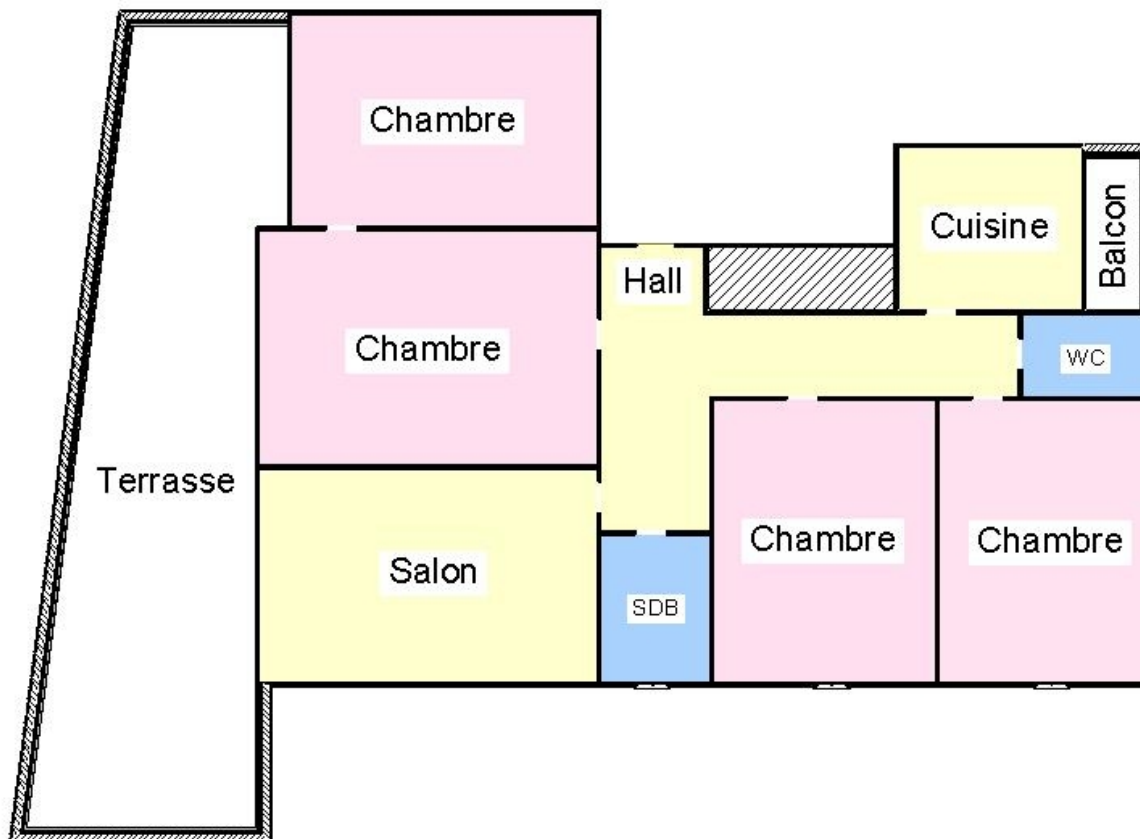 Chambre
Cuisine
Balcon
Hall
Chambre
WC
Terrasse
Salon
SDB
Chambre
Chambre